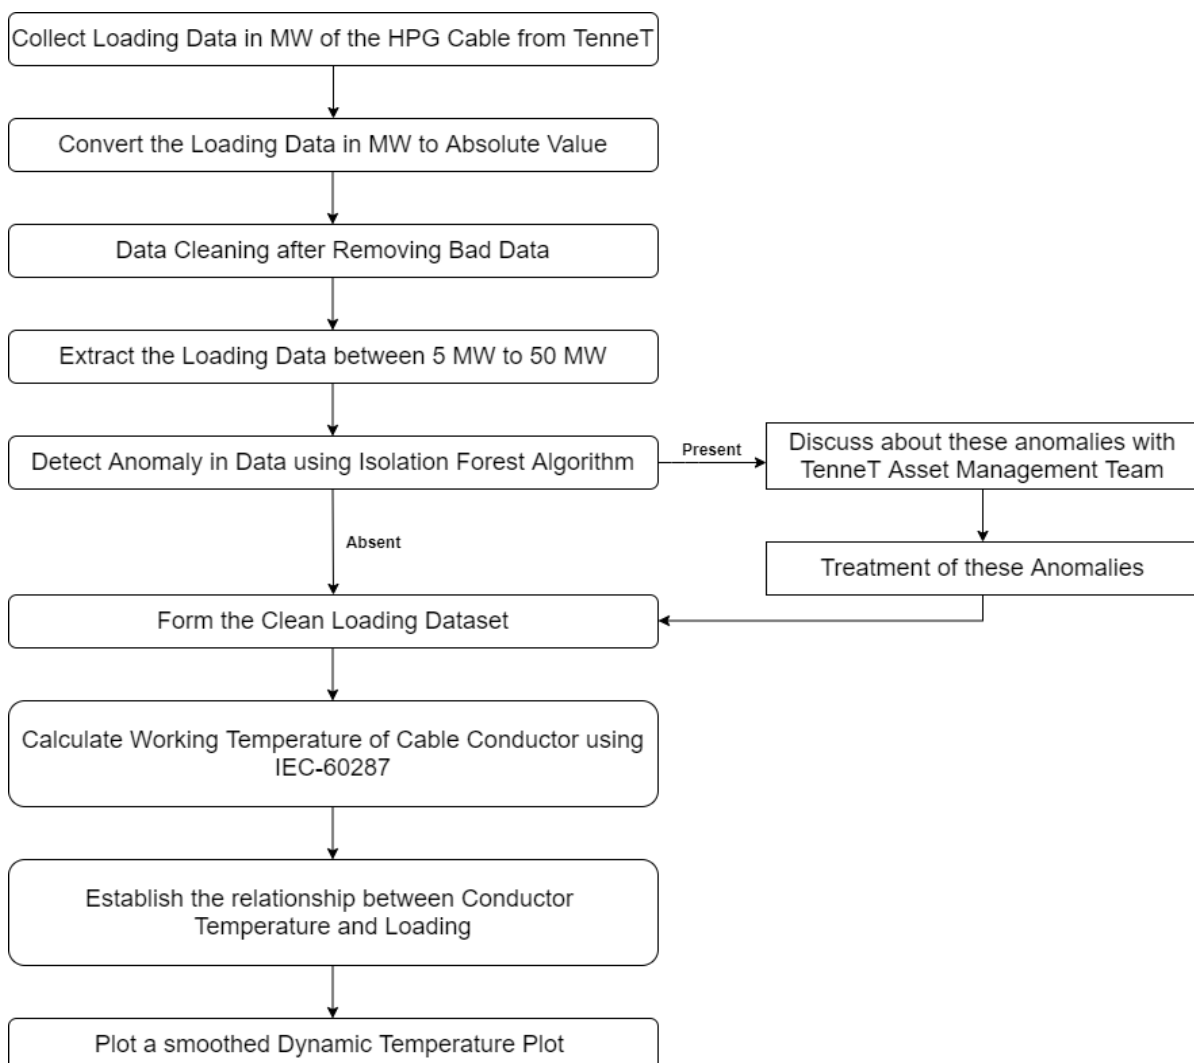 Collect Loading Data in MW of the HPG Cable from TenneT
Convert the Loading Data in MW to Absolute Value
Data Cleaning after Removing Bad Data
Extract the Loading Data between 5 MW to 50 MW
Detect Anomaly in Data using Isolation Forest Algorithm
Present
Discuss about these anomalies with
TenneT Asset Management Team
Treatment of these Anomalies
Absent
Form the Clean Loading Dataset
Calculate Working Temperature of Cable Conductor using
IEC-60287
Establish the relationship between Conductor
Temperature and Loading
Plot a smoothed Dynamic Temperature Plot